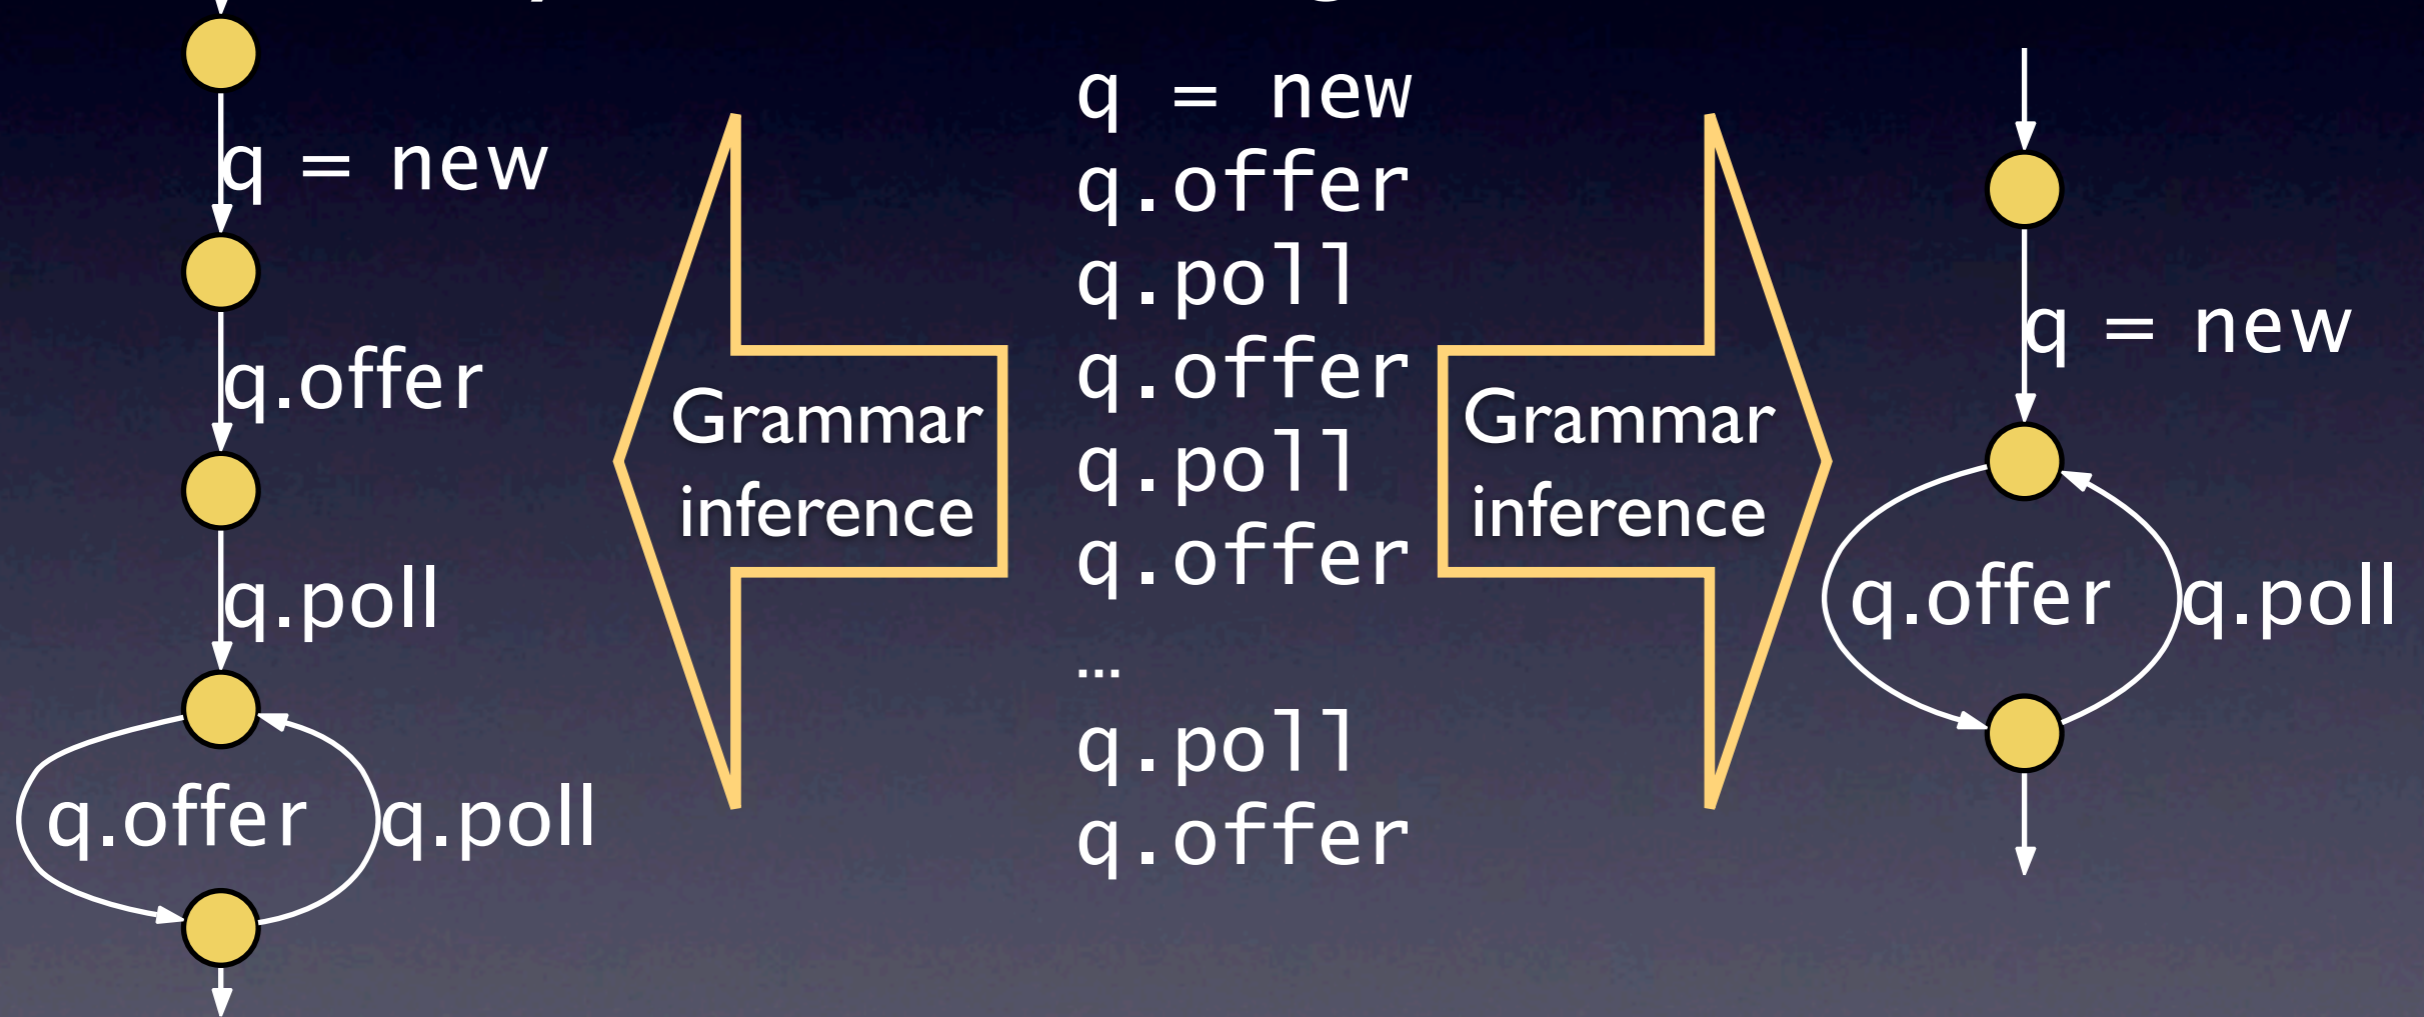 q = new
q.offer
q.poll
q.offer
q.poll
Grammar
inference
q = new
q.offer
q.poll
q.offer
q.poll
q.offer
…
q.poll
q.offer
Grammar
inference
q = new
q.offer
q.poll